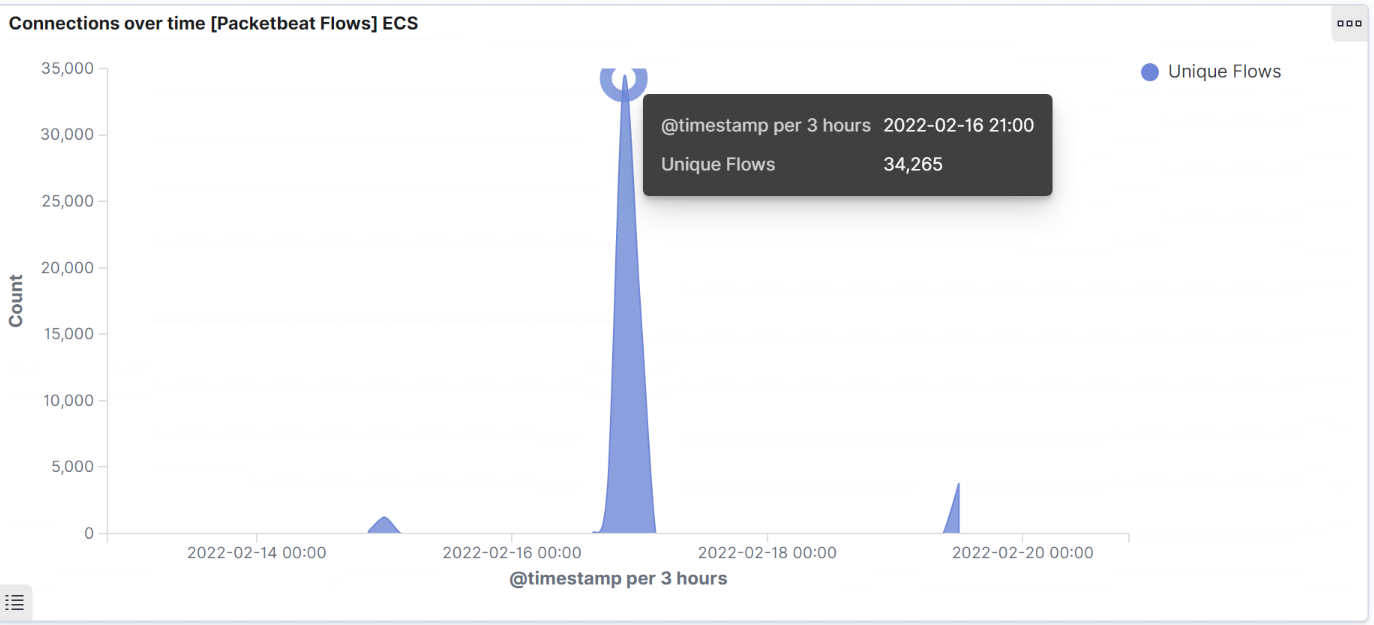 Connections over time [Packetbeat Flows] ECS
35,000
Unique Flows
30,000
@timestamp per 3 hours 2022-02-16 21:00
Unique Flows 34,265
25,000
20,000
15,000
10,000
5,000
0
Count
2022-02-14 00:00 2022-02-16 00:00 2022-02-18 00:00 2022-02-20 00:00
@timestamp per 3 hours